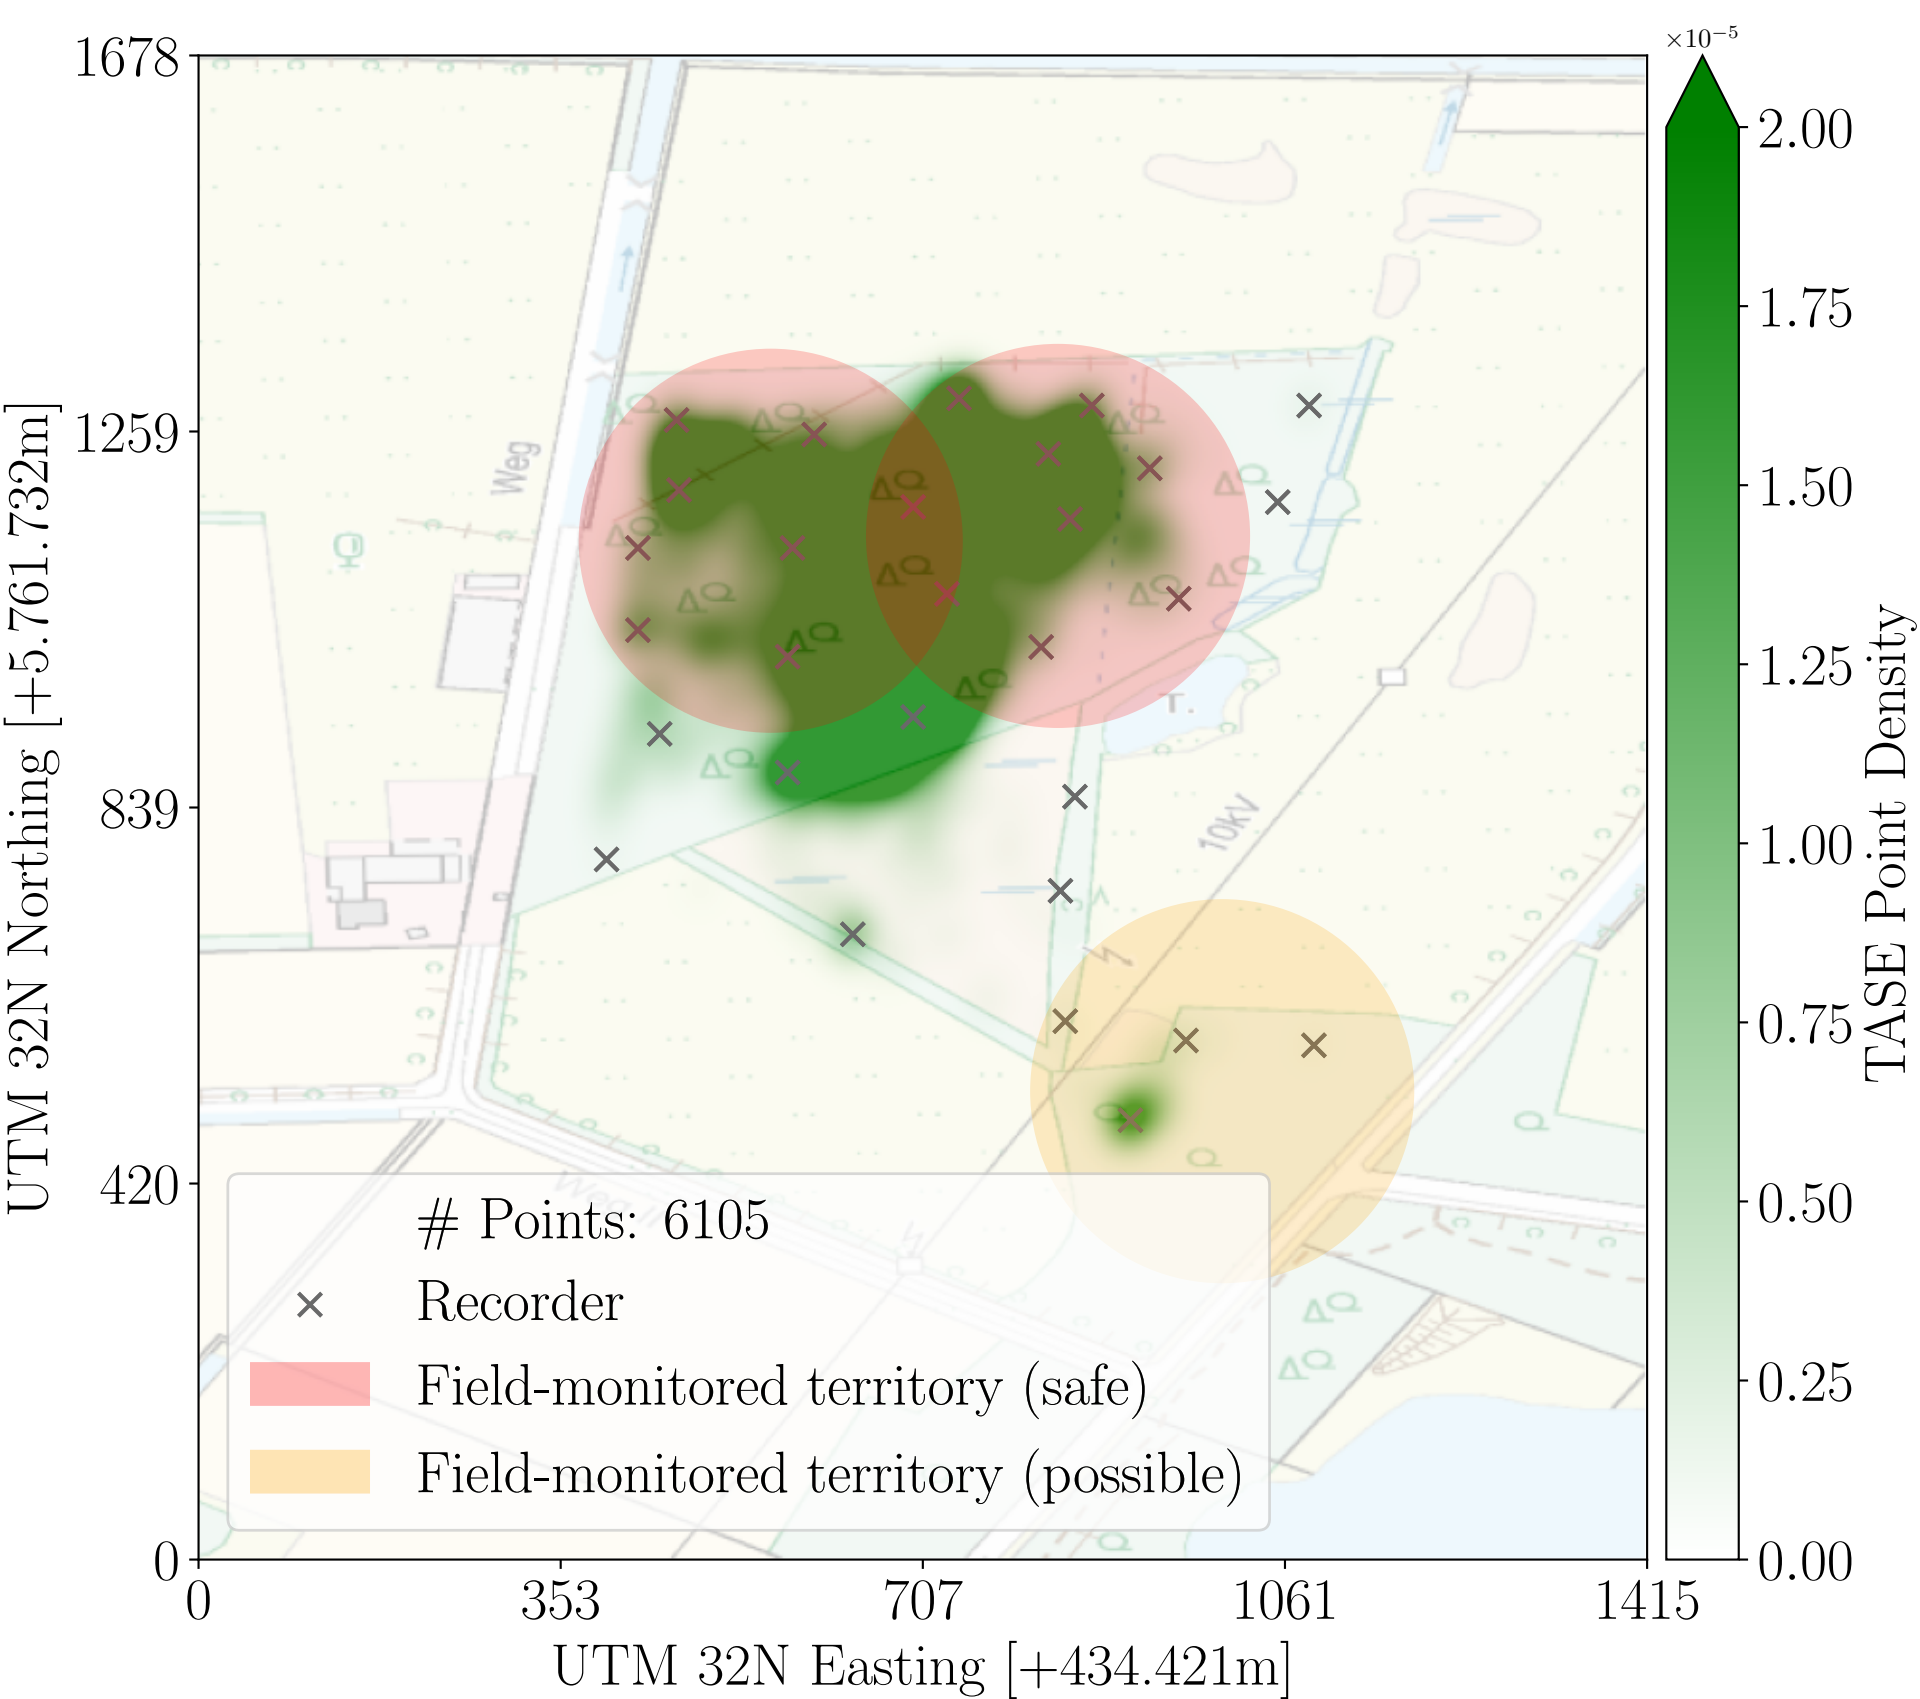 ×10⁻⁵
1678
1259
839
420
0
UTM 32N Northing [+5.761.732m]
0
353
707
1061
1415
UTM 32N Easting [+434.421m]
2.00
1.75
1.50
1.25
1.00
0.75
0.50
0.25
0.00
TASE Point Density
Weg
T.
10kV
Weg
# Points: 6105
Recorder
Field-monitored territory (safe)
Field-monitored territory (possible)